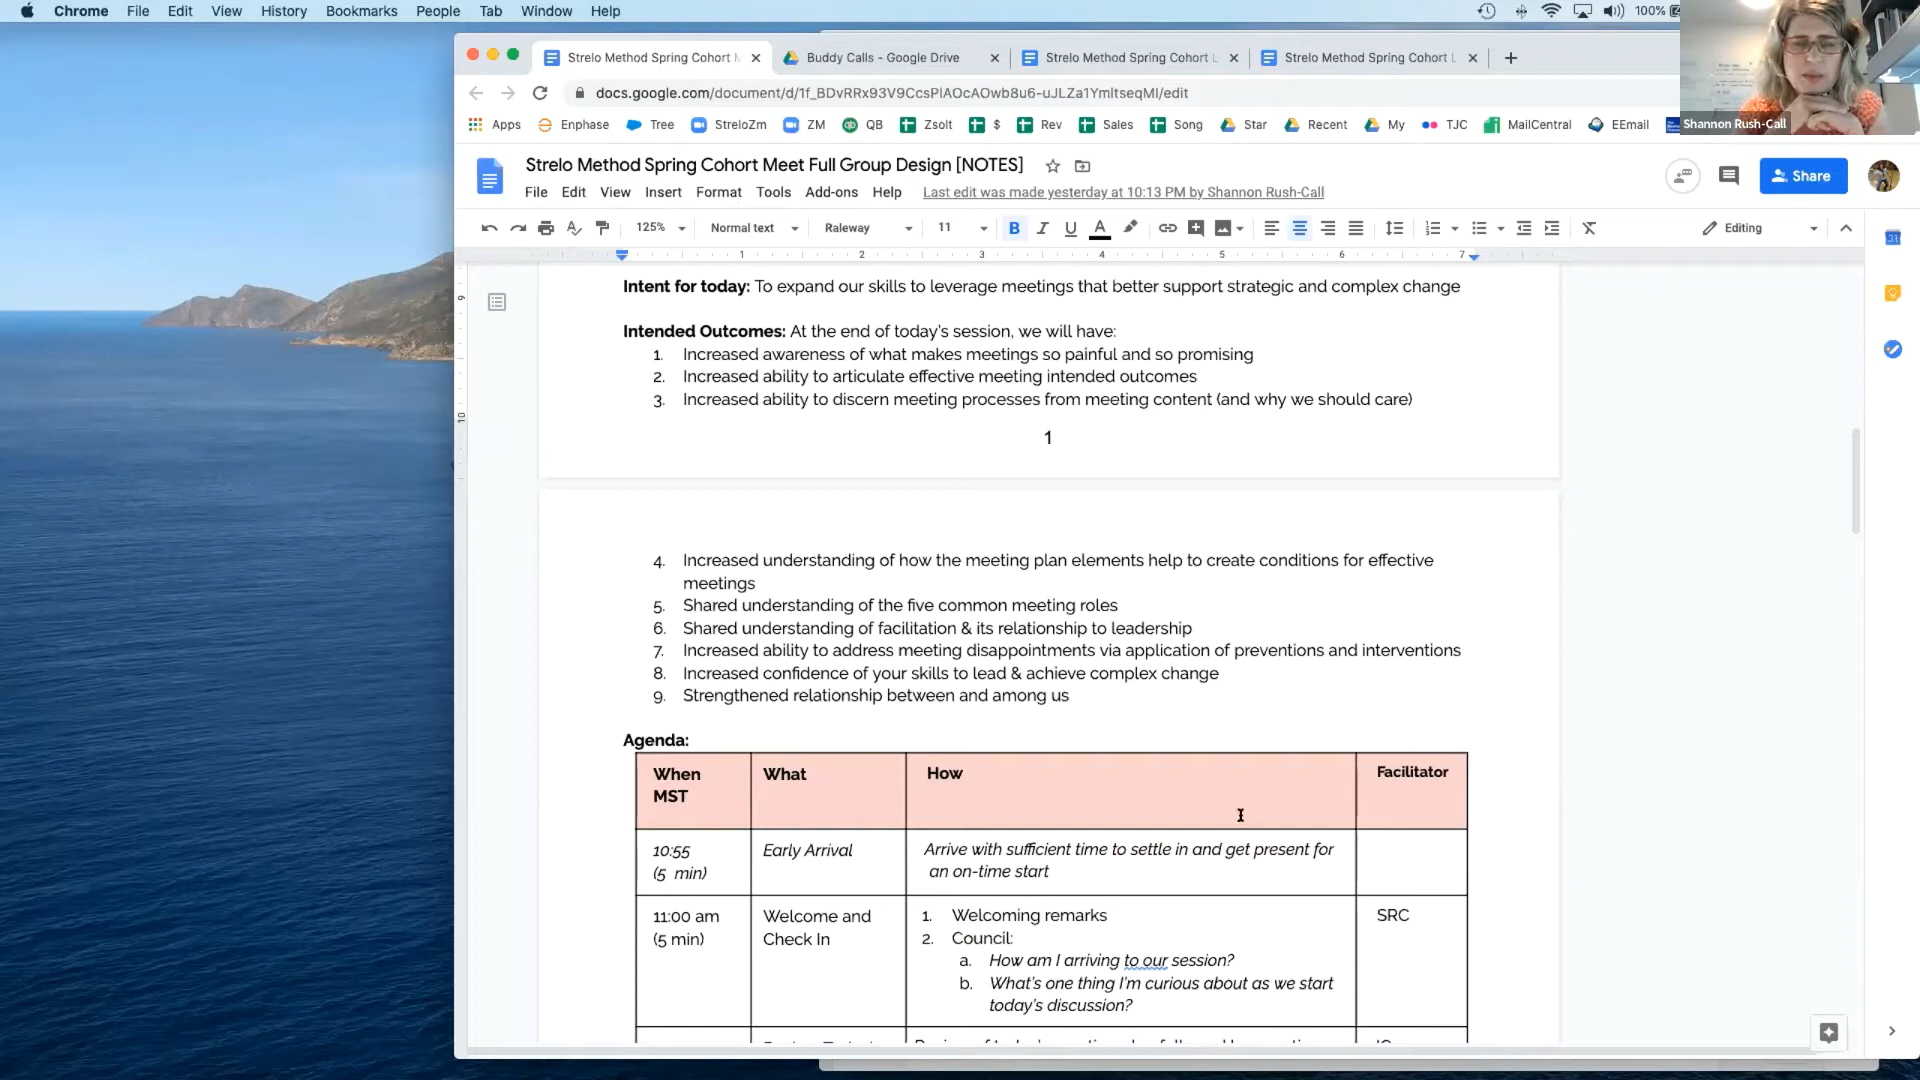 Chrome File Edit View History Bookmarks People Tab Window Help 100%
Strelo Method Spring Cohort Buddy Calls - Google Drive Strelo Method Spring Cohort L Strelo Method Spring Cohort L
docs.google.com/document/d/1f_BDvRRx93V9CcsPlAOcAOwb8u6-uJLZa1YmltseqMI/edit
Apps Enphase Tree StreloZm ZM QB Zsolt $ Rev Sales Song Star Recent My TJC MailCentral EEmail
Shannon Rush-Call
Strelo Method Spring Cohort Meet Full Group Design [NOTES]
Share
File Edit View Insert Format Tools Add-ons Help Last edit was made yesterday at 10:13 PM by Shannon Rush-Call
125% Normal text Raleway 11 B I U A Editing
1 2 3 4 5 6 7
9
10
Intent for today: To expand our skills to leverage meetings that better support strategic and complex change
Intended Outcomes: At the end of today's session, we will have:
1. Increased awareness of what makes meetings so painful and so promising
2. Increased ability to articulate effective meeting intended outcomes
3. Increased ability to discern meeting processes from meeting content (and why we should care)
1
4. Increased understanding of how the meeting plan elements help to create conditions for effective
meetings
5. Shared understanding of the five common meeting roles
6. Shared understanding of facilitation & its relationship to leadership
7. Increased ability to address meeting disappointments via application of preventions and interventions
8. Increased confidence of your skills to lead & achieve complex change
9. Strengthened relationship between and among us
Agenda:
When What How Facilitator
MST
10:55 Early Arrival Arrive with sufficient time to settle in and get present for
(5 min) an on-time start
11:00 am Welcome and 1. Welcoming remarks SRC
(5 min) Check In 2. Council:
a. How am I arriving to our session?
b. What's one thing I'm curious about as we start
today's discussion?